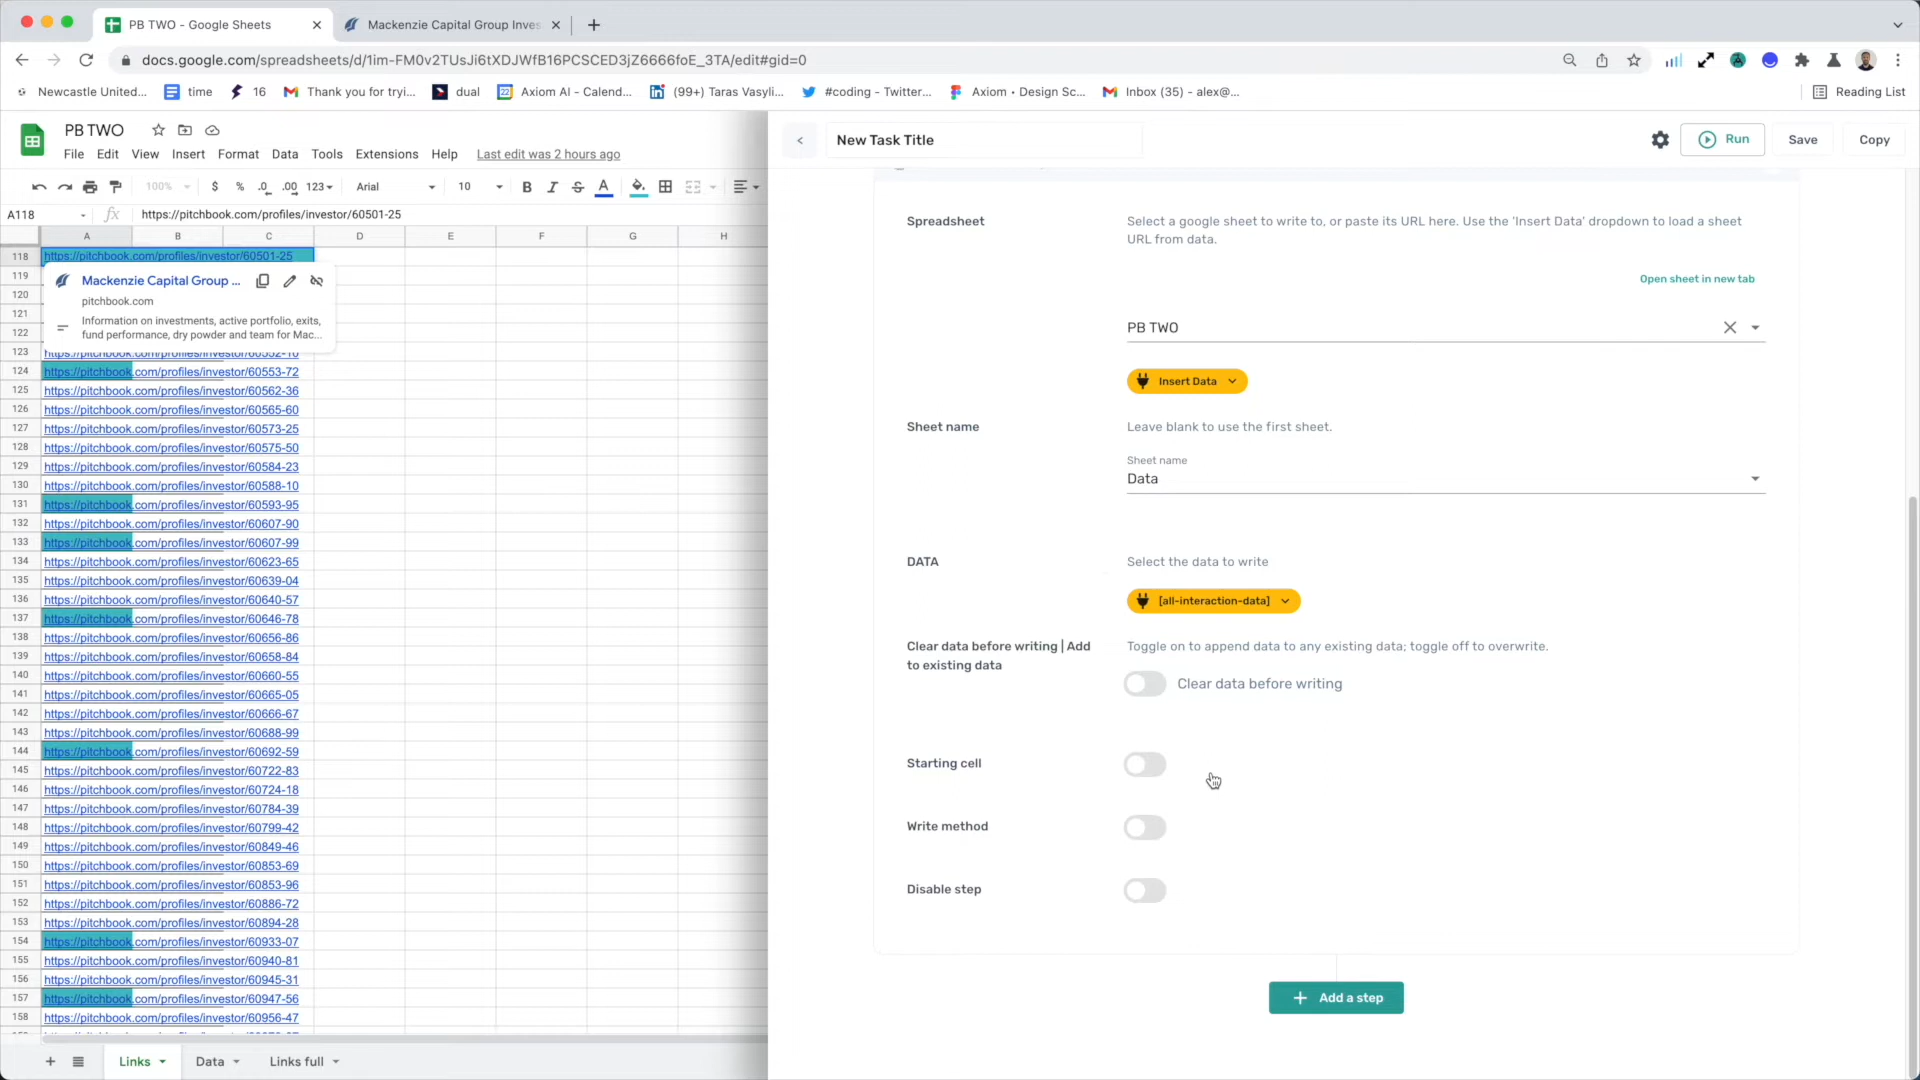 PB TWO - Google Sheets
Mackenzie Capital Group Inves
docs.google.com/spreadsheets/d/1im-FM0v2TUsJi6tXDJWfB16PCSCED3jZ6666foE_3TA/edit#gid=0
Newcastle United...
time
16
Thank you for tryi...
dual
Axiom AI - Calend...
(99+) Taras Vasyli...
#coding - Twitter...
Axiom • Design Sc...
Inbox (35) - alex@...
Reading List
PB TWO
File Edit View Insert Format Data Tools Extensions Help Last edit was 2 hours ago
100% $ % .0 .00 123 Arial 10 B I S A
A118 fx https://pitchbook.com/profiles/investor/60501-25
A B C D E F G H
118 https://pitchbook.com/profiles/investor/60501-25
119
120
121
122
Mackenzie Capital Group ...
pitchbook.com
Information on investments, active portfolio, exits,
fund performance, dry powder and team for Mac...
123 https://pitchbook.com/profiles/investor/60552-10
124 https://pitchbook.com/profiles/investor/60553-72
125 https://pitchbook.com/profiles/investor/60562-36
126 https://pitchbook.com/profiles/investor/60565-60
127 https://pitchbook.com/profiles/investor/60573-25
128 https://pitchbook.com/profiles/investor/60575-50
129 https://pitchbook.com/profiles/investor/60584-23
130 https://pitchbook.com/profiles/investor/60588-10
131 https://pitchbook.com/profiles/investor/60593-95
132 https://pitchbook.com/profiles/investor/60607-90
133 https://pitchbook.com/profiles/investor/60607-99
134 https://pitchbook.com/profiles/investor/60623-65
135 https://pitchbook.com/profiles/investor/60639-04
136 https://pitchbook.com/profiles/investor/60640-57
137 https://pitchbook.com/profiles/investor/60646-78
138 https://pitchbook.com/profiles/investor/60656-86
139 https://pitchbook.com/profiles/investor/60658-84
140 https://pitchbook.com/profiles/investor/60660-55
141 https://pitchbook.com/profiles/investor/60665-05
142 https://pitchbook.com/profiles/investor/60666-67
143 https://pitchbook.com/profiles/investor/60688-99
144 https://pitchbook.com/profiles/investor/60692-59
145 https://pitchbook.com/profiles/investor/60722-83
146 https://pitchbook.com/profiles/investor/60724-18
147 https://pitchbook.com/profiles/investor/60784-39
148 https://pitchbook.com/profiles/investor/60799-42
149 https://pitchbook.com/profiles/investor/60849-46
150 https://pitchbook.com/profiles/investor/60853-69
151 https://pitchbook.com/profiles/investor/60853-96
152 https://pitchbook.com/profiles/investor/60886-72
153 https://pitchbook.com/profiles/investor/60894-28
154 https://pitchbook.com/profiles/investor/60933-07
155 https://pitchbook.com/profiles/investor/60940-81
156 https://pitchbook.com/profiles/investor/60945-31
157 https://pitchbook.com/profiles/investor/60947-56
158 https://pitchbook.com/profiles/investor/60956-47
Links Data Links full
< New Task Title
Run Save Copy
Spreadsheet
Select a google sheet to write to, or paste its URL here. Use the 'Insert Data' dropdown to load a sheet
URL from data.
Open sheet in new tab
PB TWO
Insert Data
Sheet name
Leave blank to use the first sheet.
Sheet name
Data
DATA
Select the data to write
[all-interaction-data]
Clear data before writing | Add
to existing data
Toggle on to append data to any existing data; toggle off to overwrite.
Clear data before writing
Starting cell
Write method
Disable step
+ Add a step